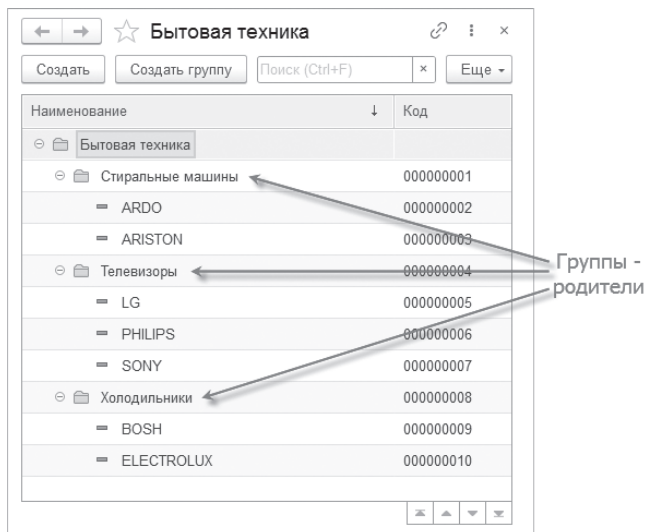 Бытовая техника
Создать Создать группу Поиск (Ctrl+F) × Еще
Наименование ↓ Код
Бытовая техника
Стиральные машины 000000001
ARDO 000000002
ARISTON 000000003
Телевизоры 000000004
LG 000000005
PHILIPS 000000006
SONY 000000007
Холодильники 000000008
BOSH 000000009
ELECTROLUX 000000010
Группы -
родители